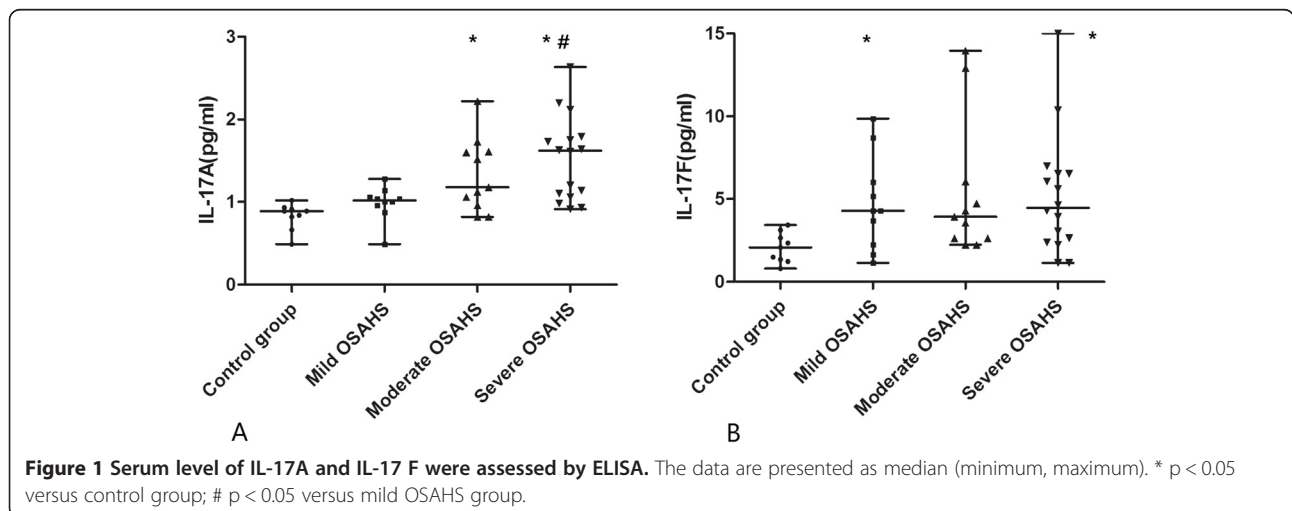 3
2
1
0
IL-17A(pg/ml)
*
* #
Control group
Mild OSAHS
Moderate OSAHS
Severe OSAHS
A
15
10
5
0
IL-17F(pg/ml)
*
*
Control group
Mild OSAHS
Moderate OSAHS
Severe OSAHS
B
Figure 1 Serum level of IL-17A and IL-17 F were assessed by ELISA. The data are presented as median (minimum, maximum). * p < 0.05
versus control group; # p < 0.05 versus mild OSAHS group.